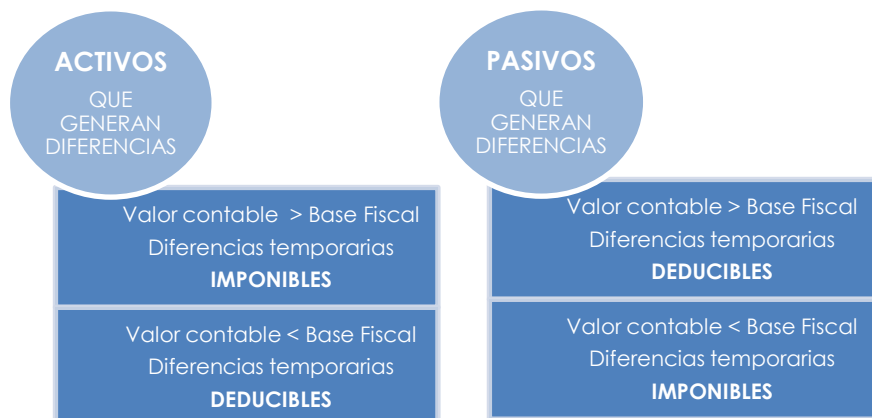 ACTIVOS
QUE
GENERAN
DIFERENCIAS
Valor contable > Base Fiscal
Diferencias temporarias
IMPONIBLES
Valor contable < Base Fiscal
Diferencias temporarias
DEDUCIBLES
PASIVOS
QUE
GENERAN
DIFERENCIAS
Valor contable > Base Fiscal
Diferencias temporarias
DEDUCIBLES
Valor contable < Base Fiscal
Diferencias temporarias
IMPONIBLES